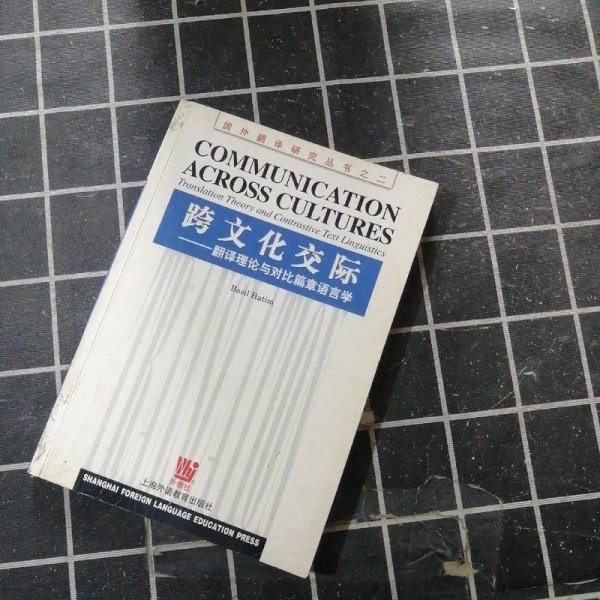 国外翻译研究丛书之二
COMMUNICATION
ACROSS CULTURES
Translation Theory and Contrastive Text Linguistics
跨文化交际
——翻译理论与对比篇章语言学
Basil Hatim
外教社
上海外语教育出版社
SHANGHAI FOREIGN LANGUAGE EDUCATION PRESS